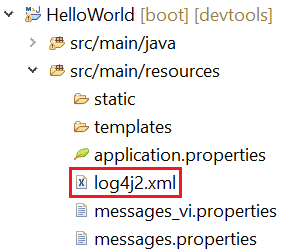 HelloWorld [boot] [devtools]
src/main/java
src/main/resources
static
templates
application.properties
log4j2.xml
messages_vi.properties
messages.properties